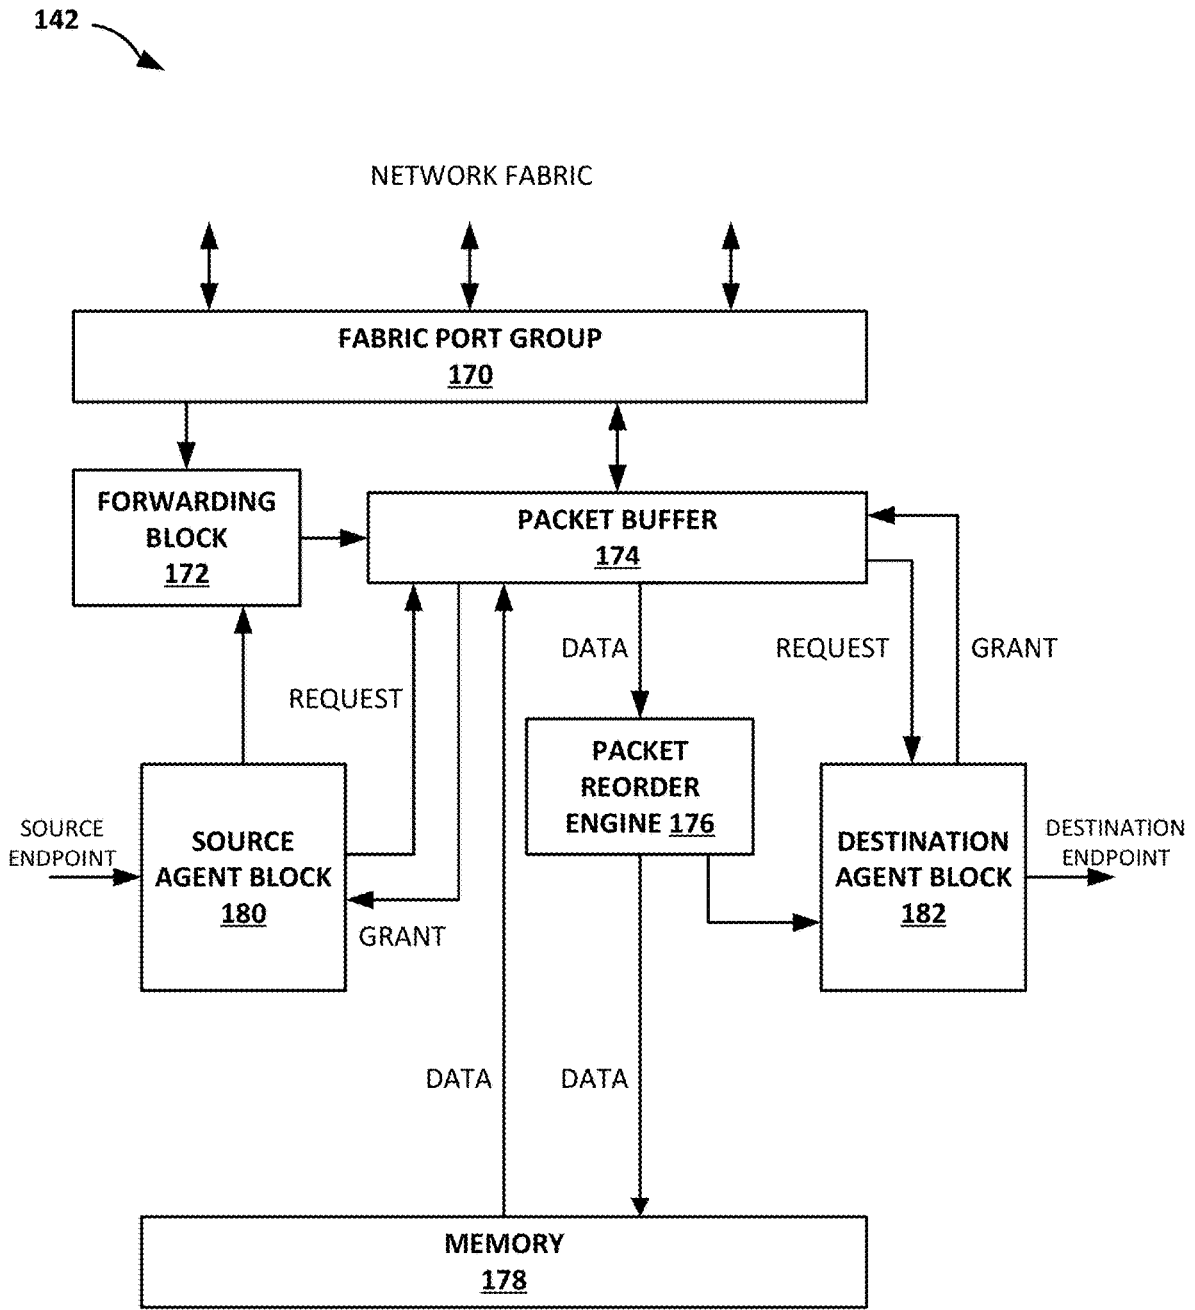 142
NETWORK FABRIC
FABRIC PORT GROUP
170
FORWARDING
BLOCK
172
PACKET BUFFER
174
DATA
REQUEST
GRANT
REQUEST
PACKET
REORDER
ENGINE 176
SOURCE
ENDPOINT
SOURCE
AGENT BLOCK
180
DESTINATION
AGENT BLOCK
182
DESTINATION
ENDPOINT
GRANT
DATA
DATA
MEMORY
178